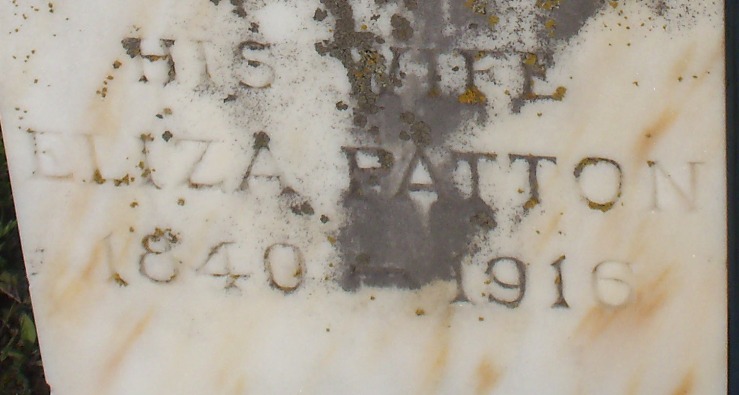 HIS WIFE
ELIZA PATTON
1840 — 1916